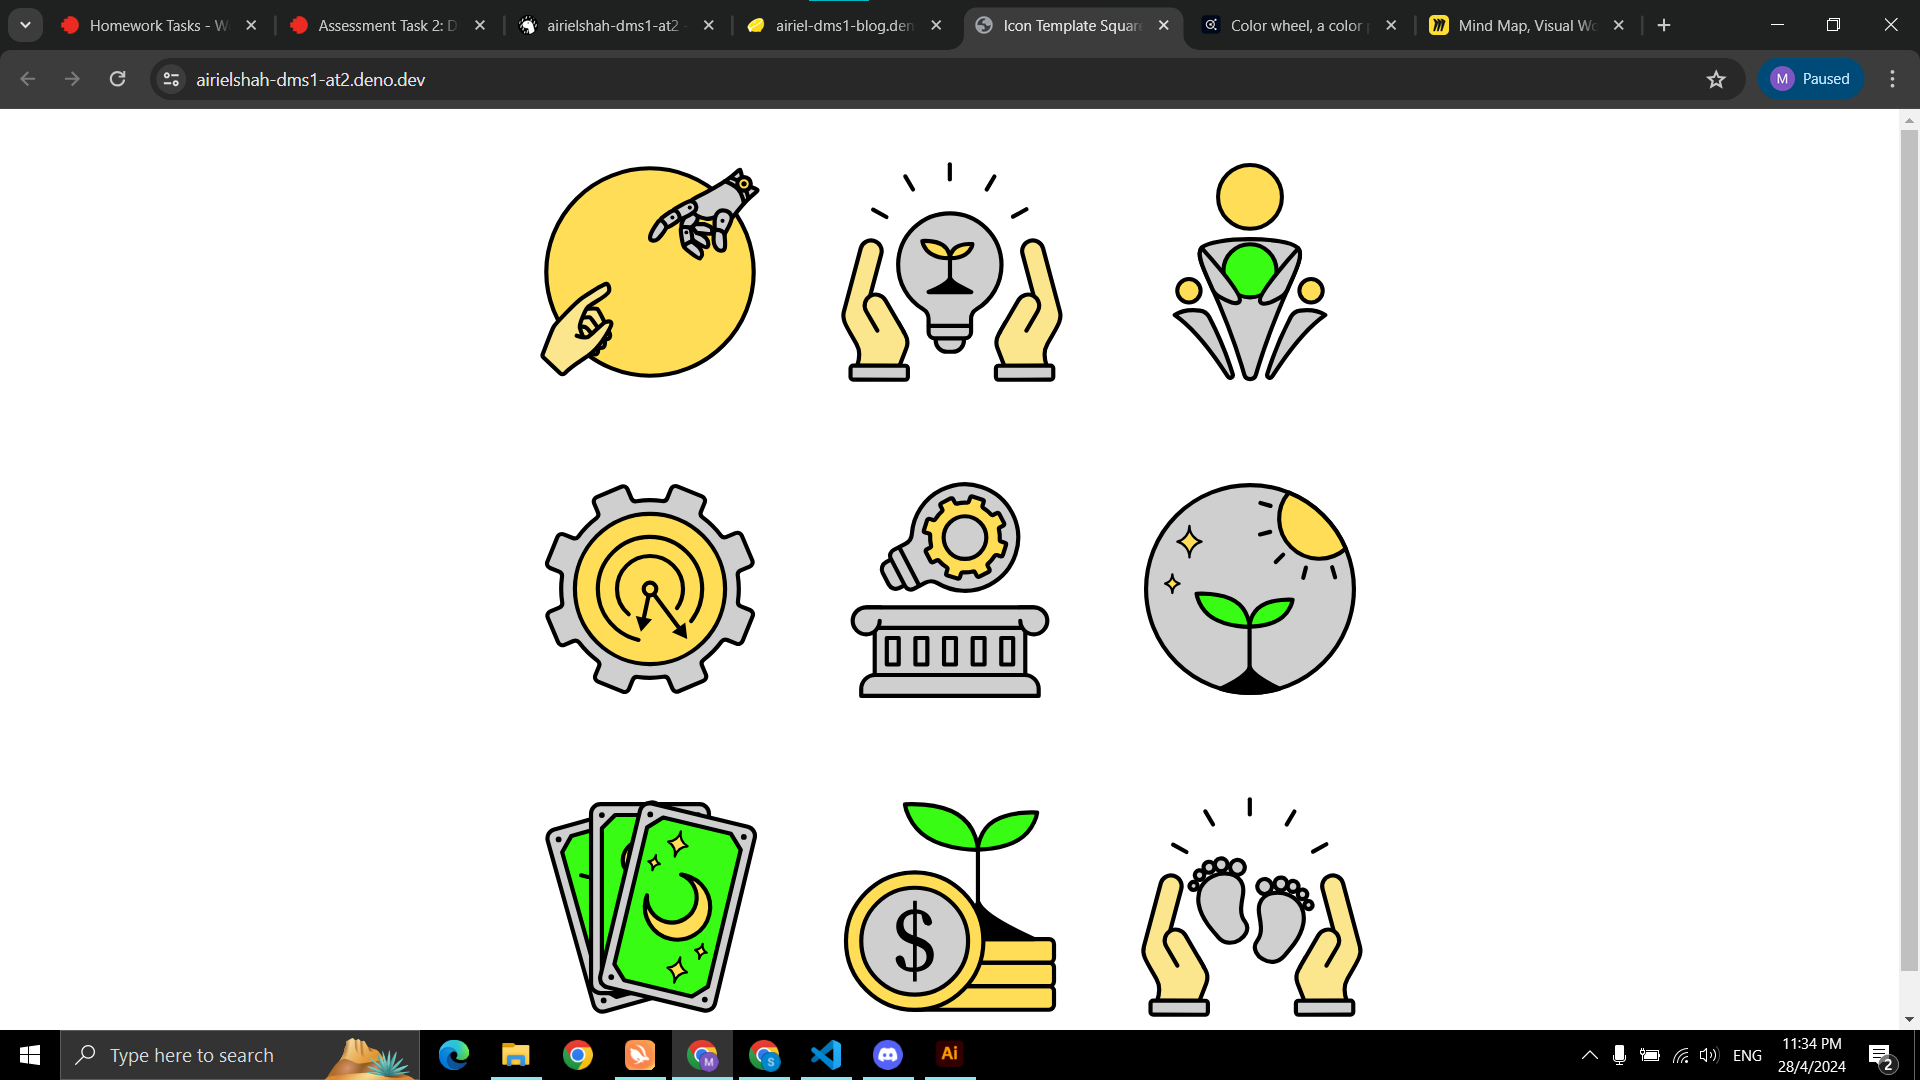 Homework Tasks - W
Assessment Task 2: D
airielshah-dms1-at2 -
airiel-dms1-blog.den
Icon Template Squar
Color wheel, a color
Mind Map, Visual Wo
airielshah-dms1-at2.deno.dev
M Paused
$
Type here to search
M
S
Ai
ENG
11:34 PM
28/4/2024
2